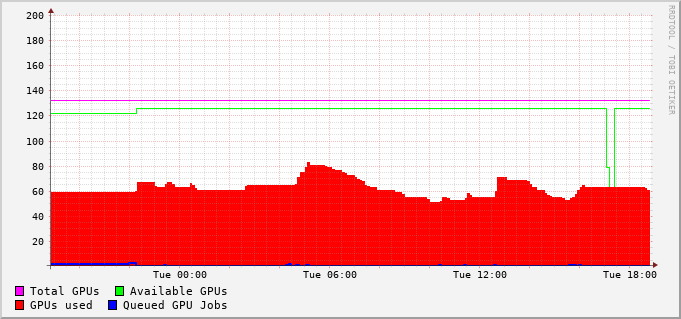 200
180
160
140
120
100
80
60
40
20
Tue 00:00 Tue 06:00 Tue 12:00 Tue 18:00
Total GPUs Available GPUs
GPUs used Queued GPU Jobs
RRDTOOL / TOBI OETIKER